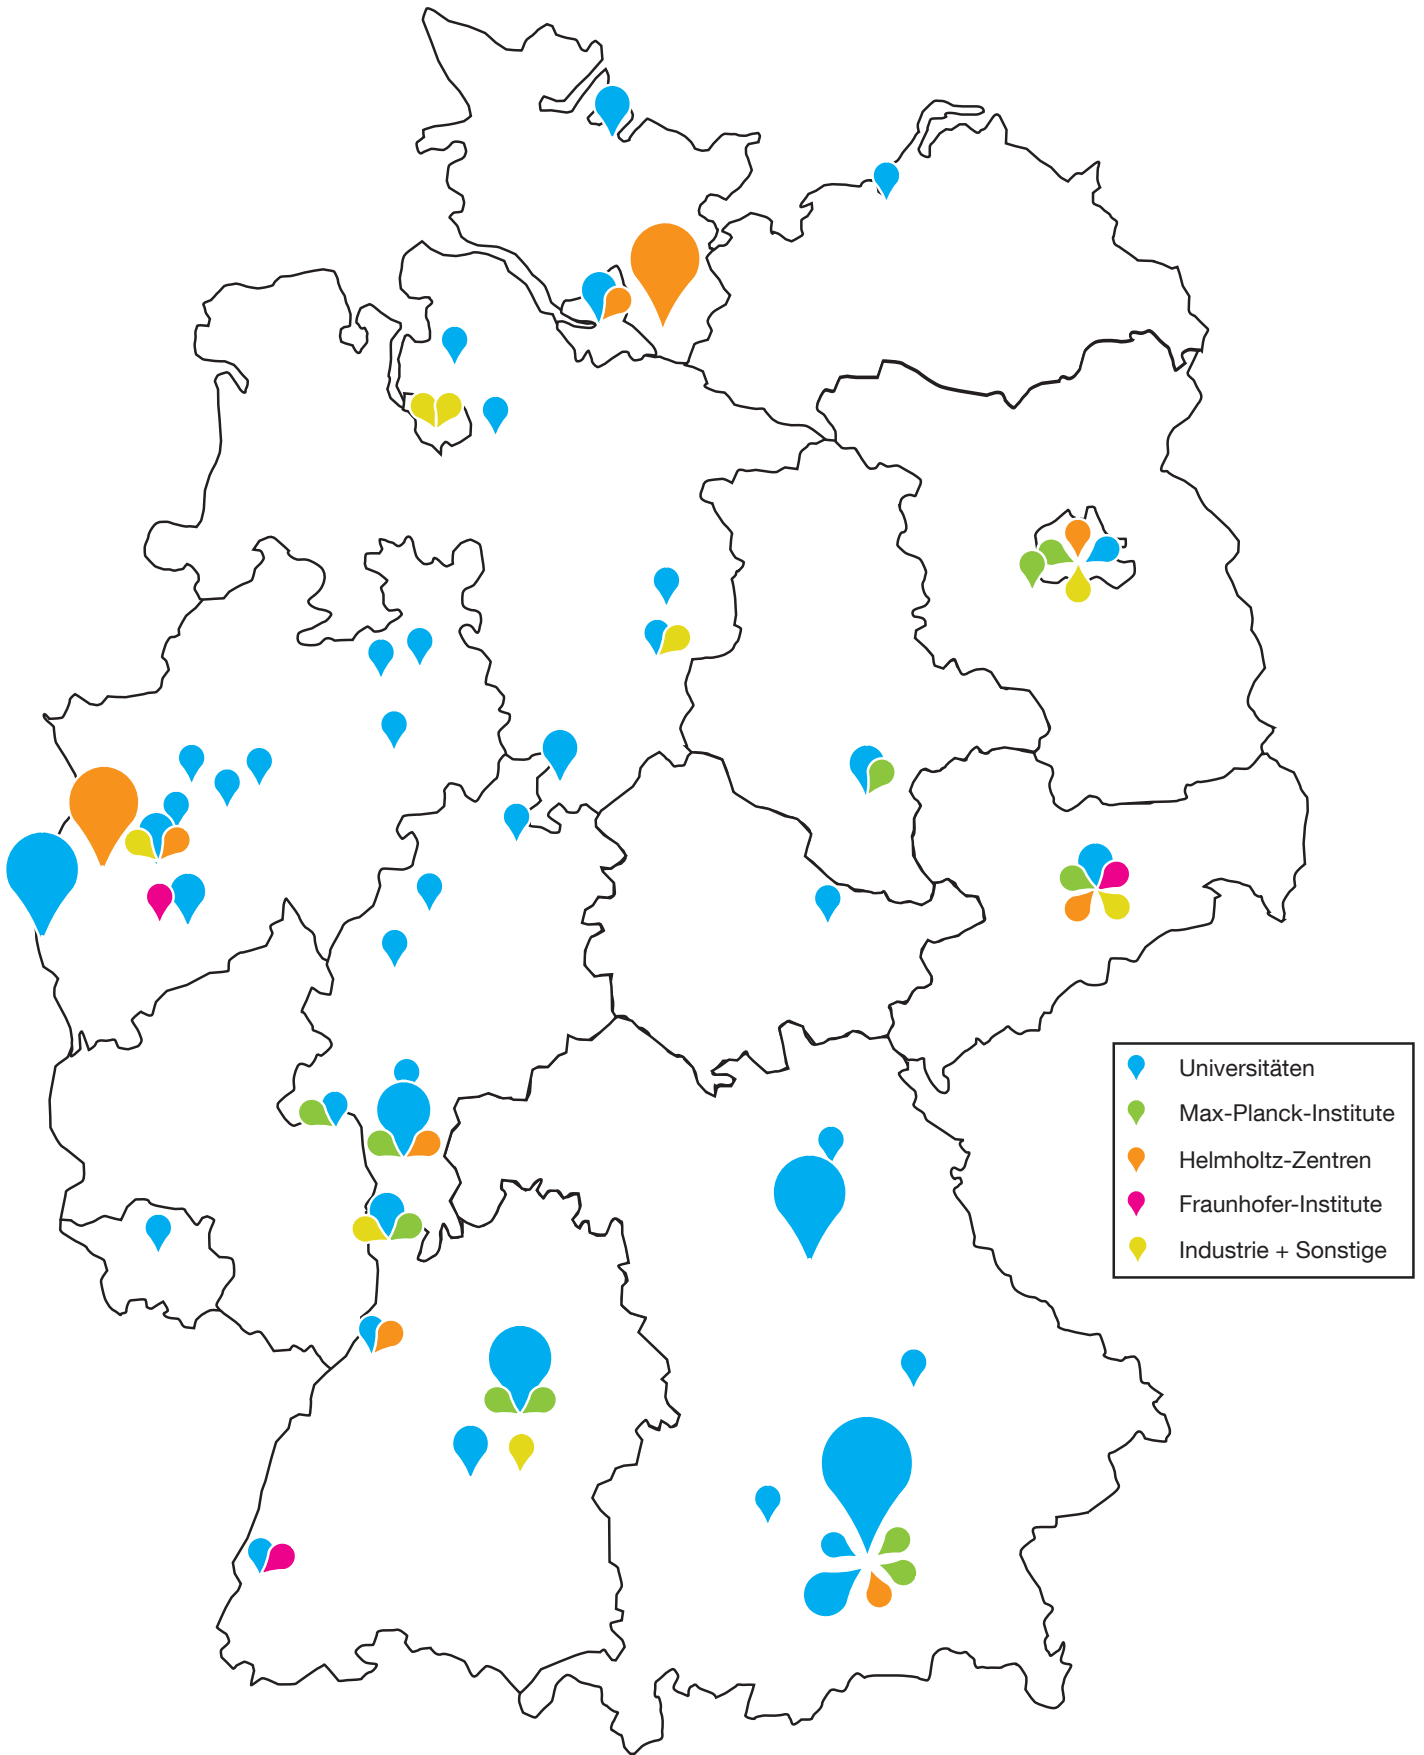 Universitäten
Max-Planck-Institute
Helmholtz-Zentren
Fraunhofer-Institute
Industrie + Sonstige